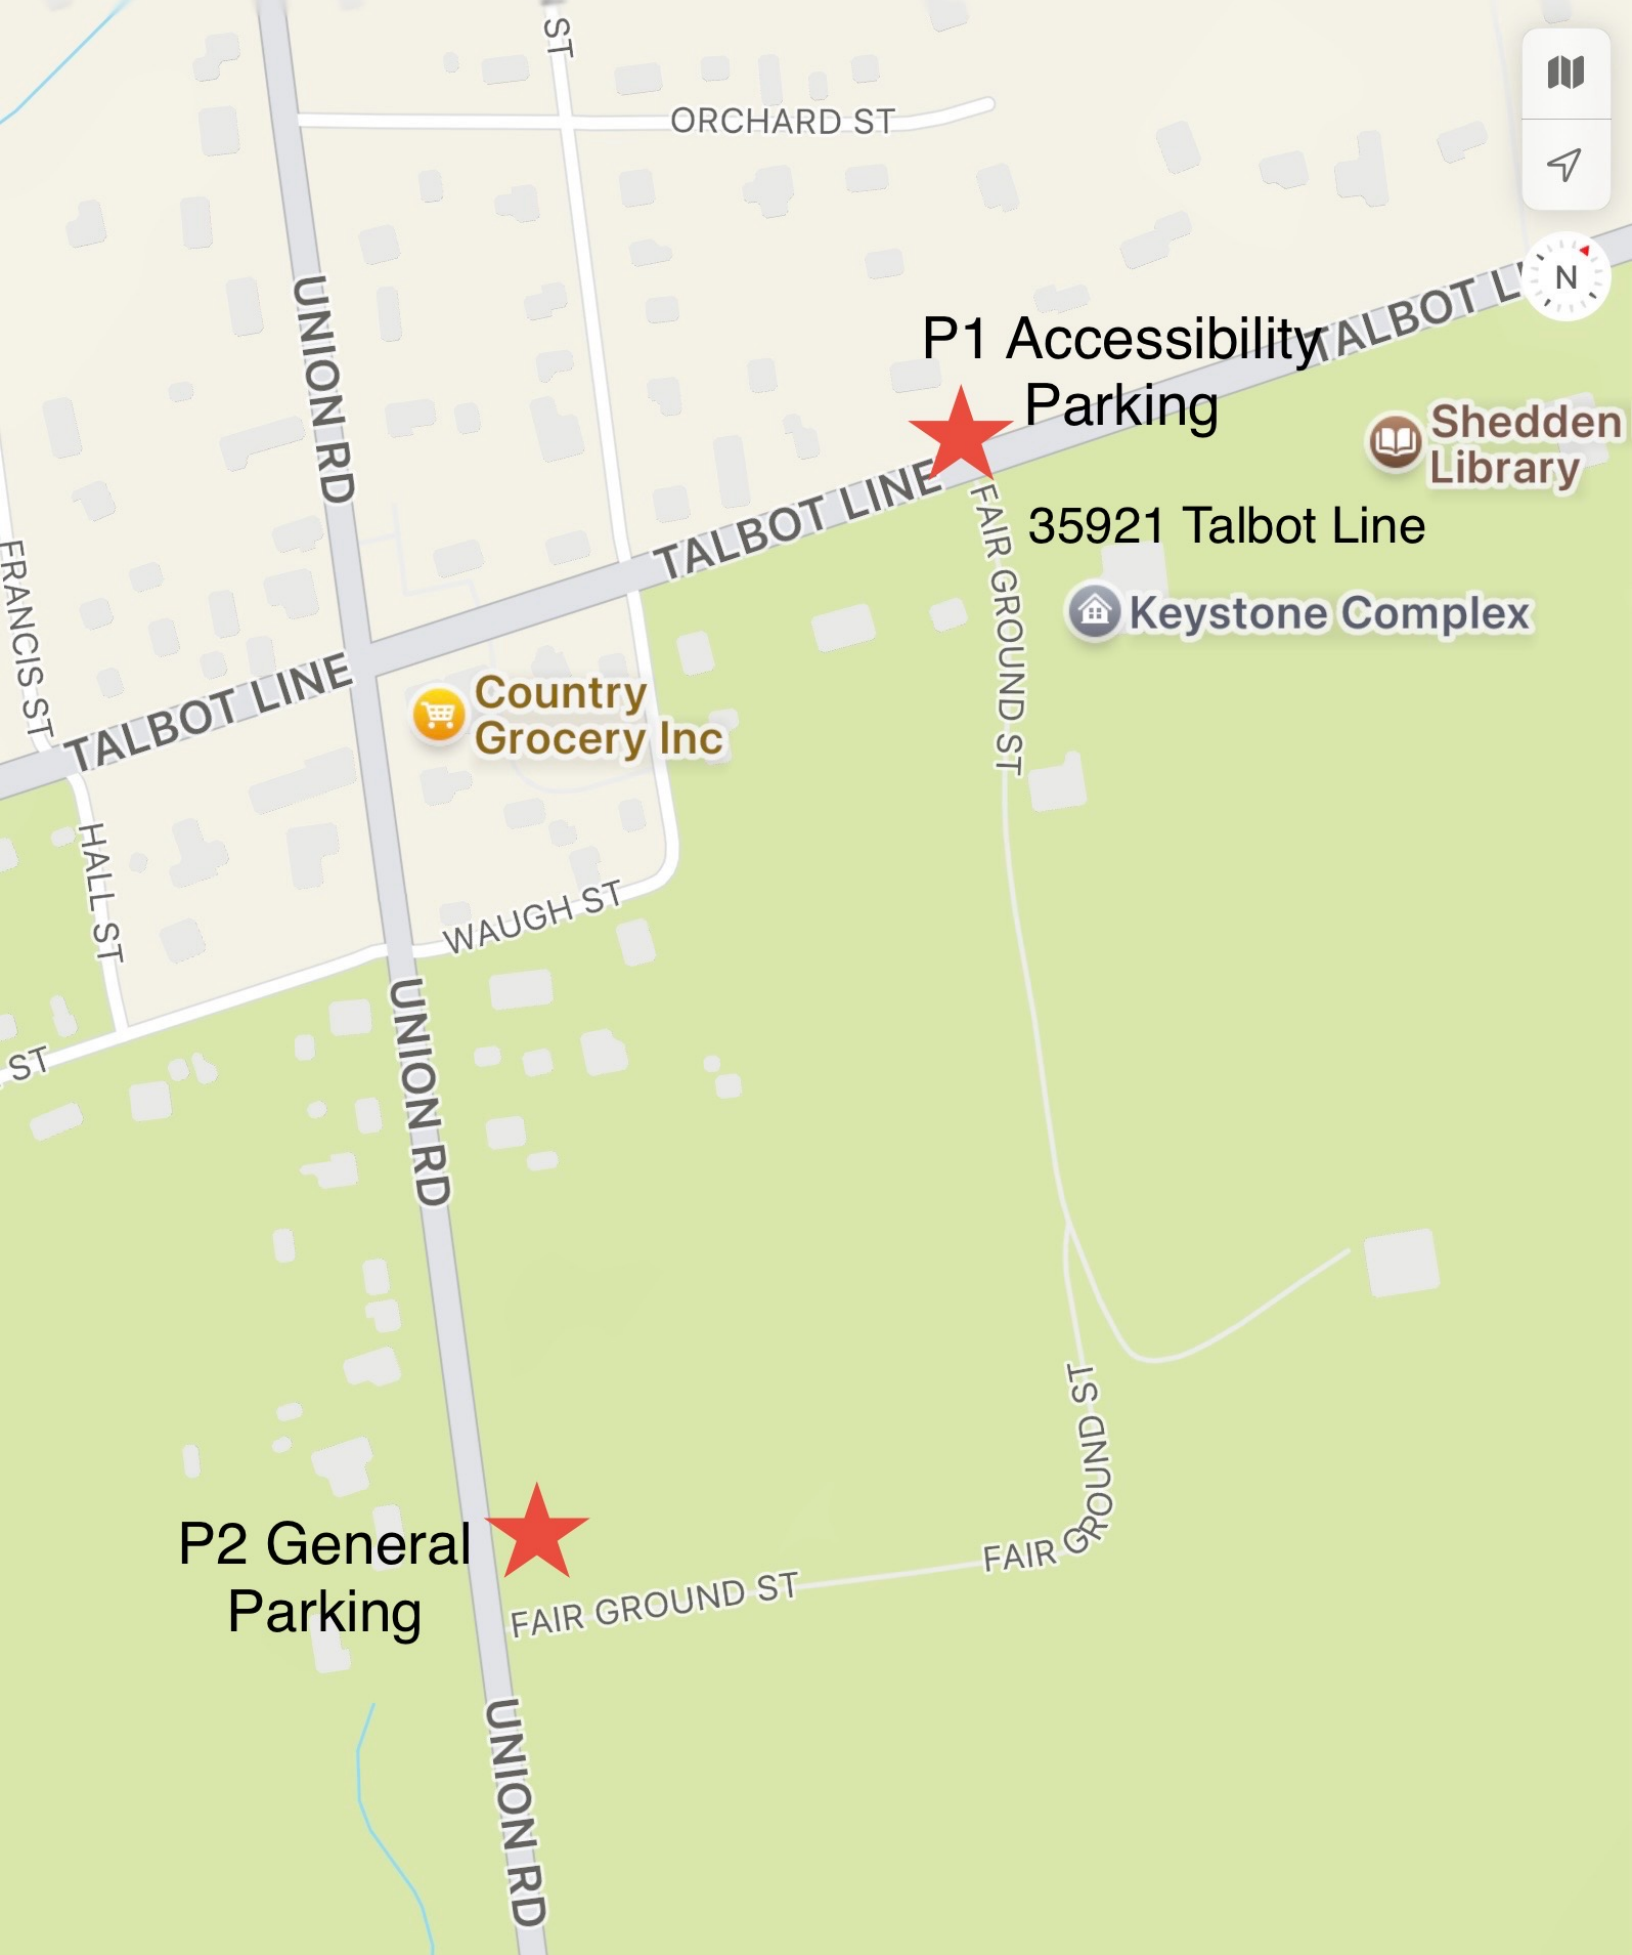 ST
ORCHARD ST
UNION RD
TALBOT L
N
P1 Accessibility
Parking
Shedden
Library
TALBOT LINE
FAIR GROUND ST
35921 Talbot Line
Keystone Complex
FRANCIS ST
TALBOT LINE
Country
Grocery Inc
HALL ST
WAUGH ST
ST
UNION RD
FAIR GROUND ST
P2 General
Parking
FAIR GROUND ST
UNION RD